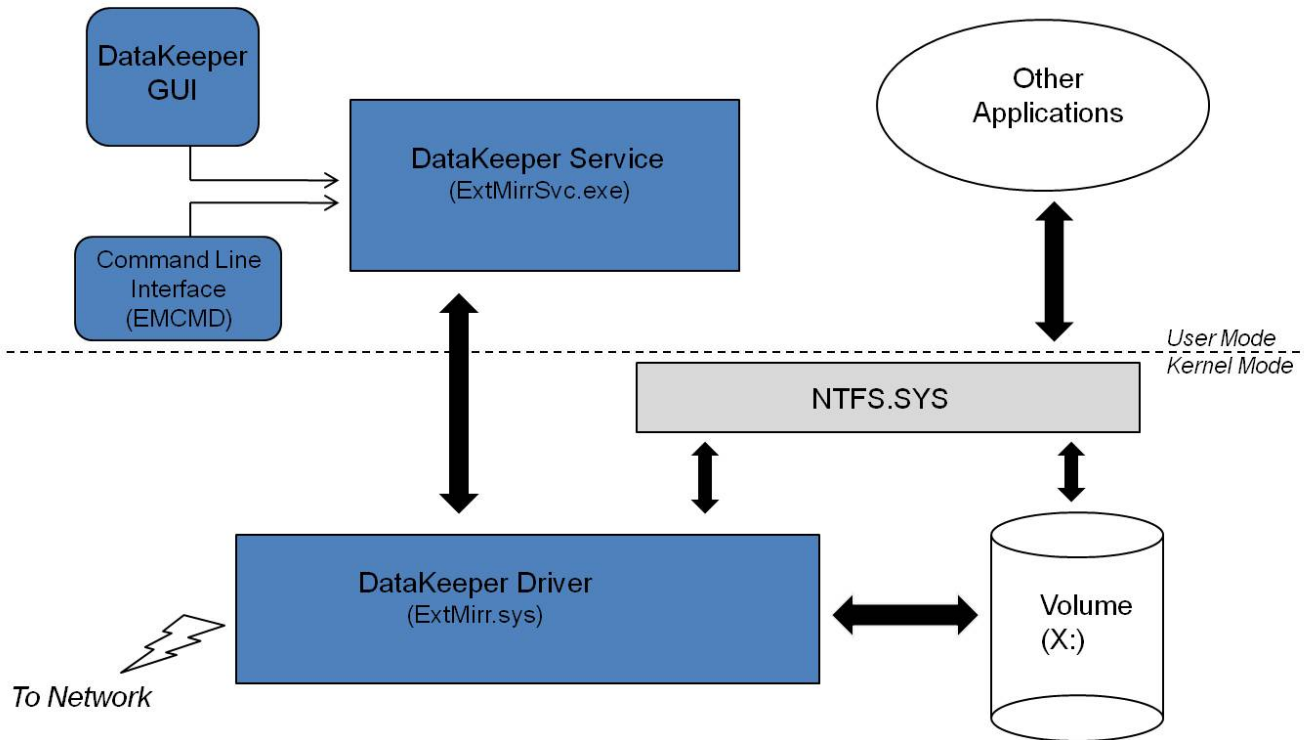 DataKeeper
GUI
DataKeeper Service
(ExtMirrSvc.exe)
Other
Applications
Command Line
Interface
(EMCMD)
User Mode
Kernel Mode
NTFS.SYS
DataKeeper Driver
(ExtMirr.sys)
Volume
(X:)
To Network